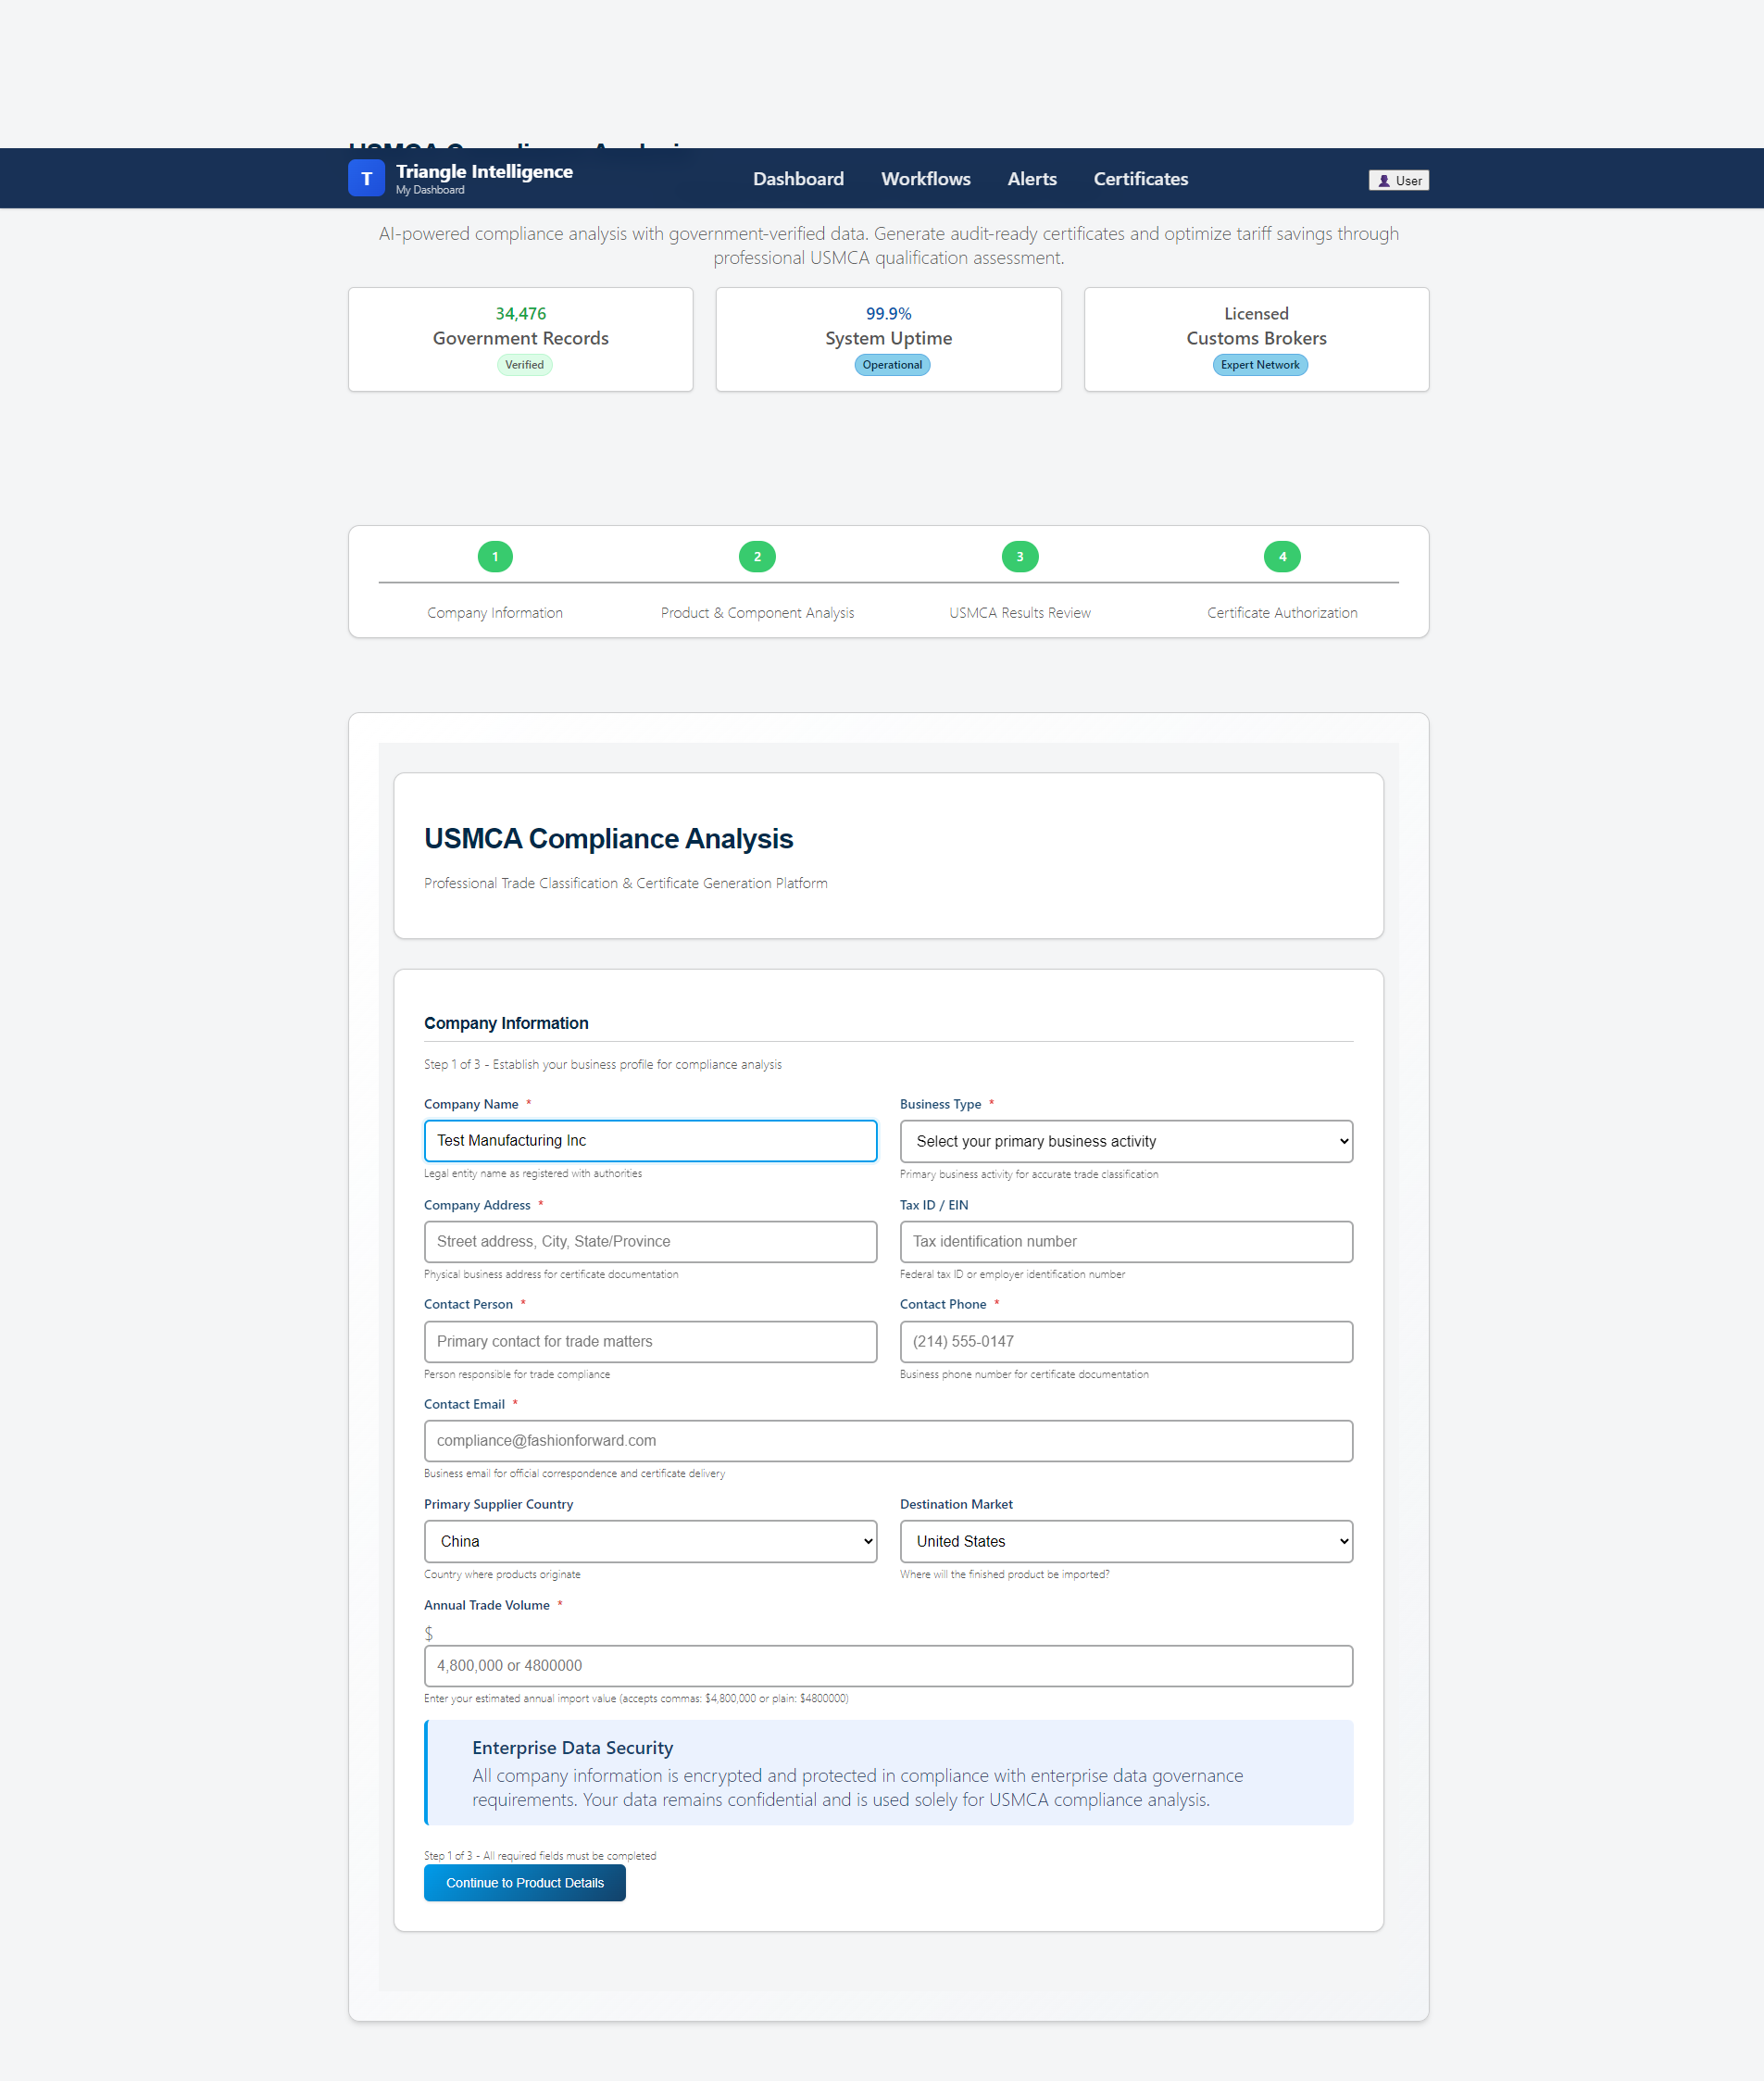 USMCA Compliance Analysis
T
Triangle Intelligence
My Dashboard
Dashboard
Workflows
Alerts
Certificates
User
AI-powered compliance analysis with government-verified data. Generate audit-ready certificates and optimize tariff savings through
professional USMCA qualification assessment.
34,476
Government Records
Verified
99.9%
System Uptime
Operational
Licensed
Customs Brokers
Expert Network
1
Company Information
2
Product & Component Analysis
3
USMCA Results Review
4
Certificate Authorization
USMCA Compliance Analysis
Professional Trade Classification & Certificate Generation Platform
Company Information
Step 1 of 3 - Establish your business profile for compliance analysis
Company Name *
Test Manufacturing Inc
Legal entity name as registered with authorities
Business Type *
Select your primary business activity
Primary business activity for accurate trade classification
Company Address *
Street address, City, State/Province
Physical business address for certificate documentation
Tax ID / EIN
Tax identification number
Federal tax ID or employer identification number
Contact Person *
Primary contact for trade matters
Person responsible for trade compliance
Contact Phone *
(214) 555-0147
Business phone number for certificate documentation
Contact Email *
compliance@fashionforward.com
Business email for official correspondence and certificate delivery
Primary Supplier Country
China
Country where products originate
Destination Market
United States
Where will the finished product be imported?
Annual Trade Volume *
$
4,800,000 or 4800000
Enter your estimated annual import value (accepts commas: $4,800,000 or plain: $4800000)
Enterprise Data Security
All company information is encrypted and protected in compliance with enterprise data governance
requirements. Your data remains confidential and is used solely for USMCA compliance analysis.
Step 1 of 3 - All required fields must be completed
Continue to Product Details